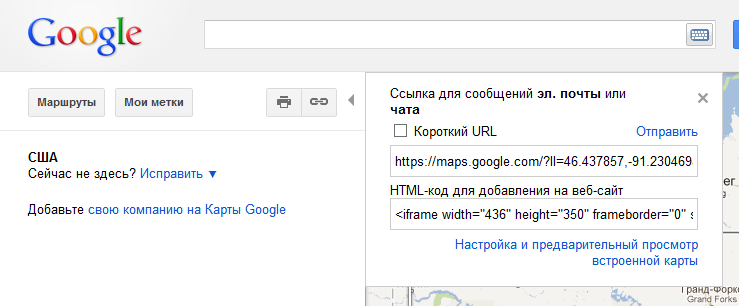 Google
Маршруты
Мои метки
Ссылка для сообщений эл. почты или
чата
Короткий URL
Отправить
США
Сейчас не здесь? Исправить ▼
https://maps.google.com/?ll=46.437857,-91.230469
HTML-код для добавления на веб-сайт
Добавьте свою компанию на Карты Google
<iframe width="436" height="350" frameborder="0" s
Настройка и предварительный просмотр
встроенной карты
Гранд-Форкс
Grand Forks